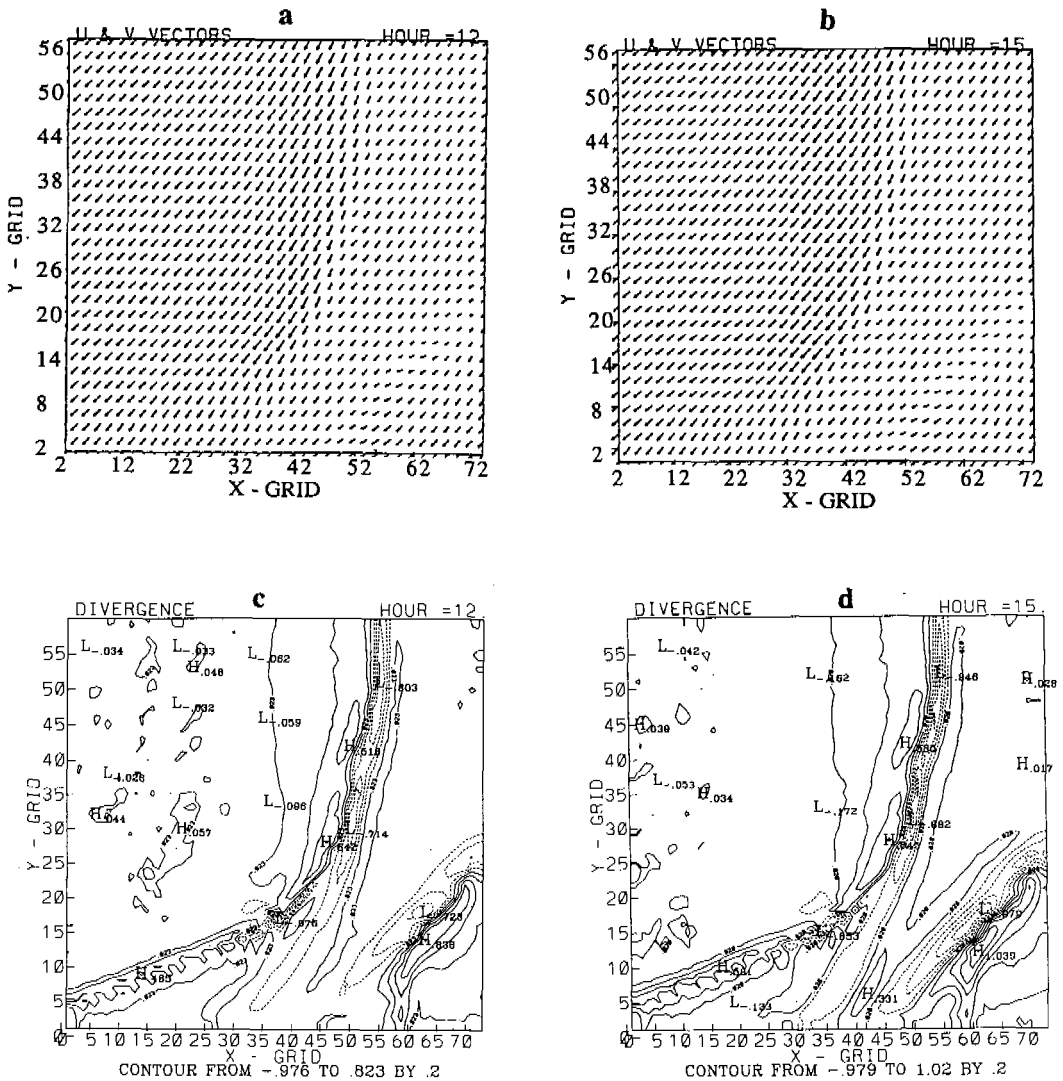 a
U & V VECTORS HOUR =12
56
50
44
38
32
26
20
14
8
2
Y - GRID
2 12 22 32 42 52 62 72
X - GRID
b
U & V VECTORS HOUR =15
56
50
44
38
32
26
20
14
8
2
Y - GRID
2 12 22 32 42 52 62 72
X - GRID
c
DIVERGENCE HOUR =12
55
50
45
40
35
30
25
20
15
10
5
0
Y - GRID
L-.034
H.048
L-.062
L-.032
L-.059
H.044
H.057
L-.096
L-.714
0 5 10 15 20 25 30 35 40 45 50 55 60 65 70
X - GRID
CONTOUR FROM -.976 TO .823 BY .2
d
DIVERGENCE HOUR =15
55
50
45
40
35
30
25
20
15
10
5
0
Y - GRID
L-.042
H.028
H.039
H.017
L-.053
H.034
L-.172
L-.133
H.331
H1.039
0 5 10 15 20 25 30 35 40 45 50 55 60 65 70
X - GRID
CONTOUR FROM -.979 TO 1.02 BY .2